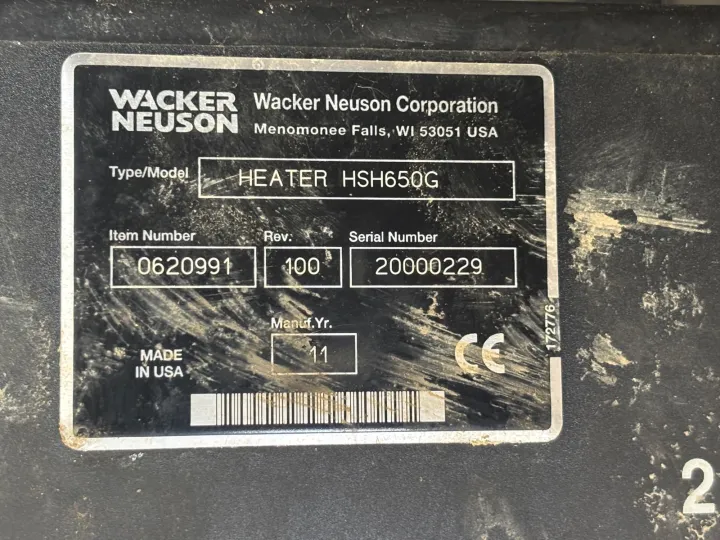 WACKER
NEUSON
Wacker Neuson Corporation
Menomonee Falls, WI 53051 USA
Type/Model
HEATER HSH650G
Item Number
Rev.
Serial Number
0620991
100
20000229
Manuf.Yr.
11
MADE
IN USA
CE
172776
2